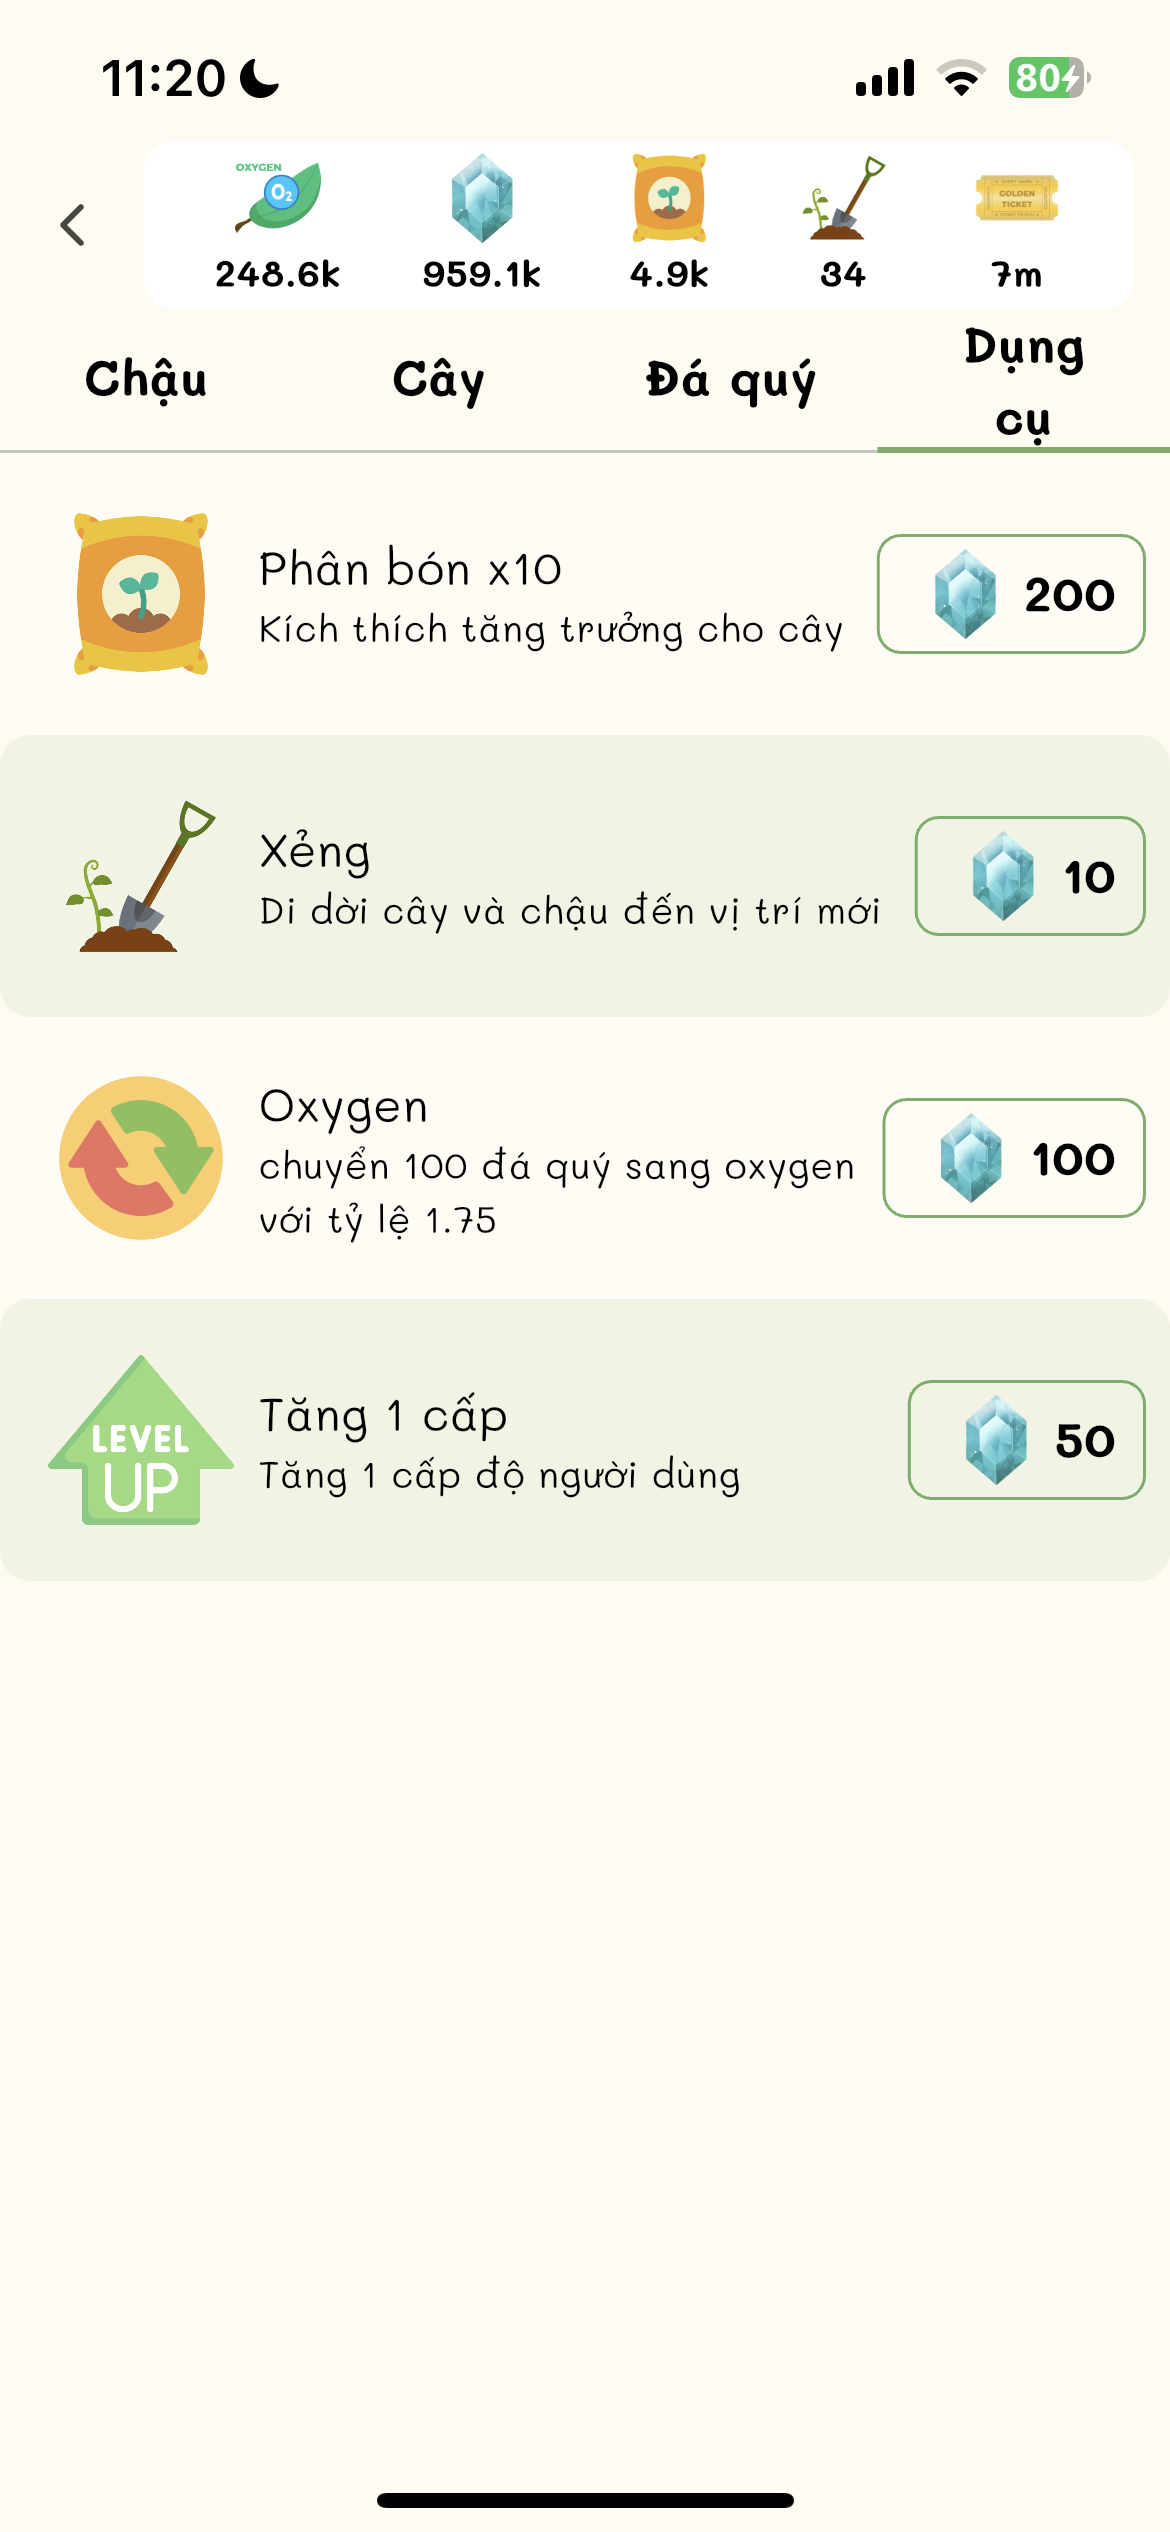 11:20
80
OXYGEN
O₂
GOLDEN
TICKET
248.6k
959.1k
4.9k
34
7m
Chậu
Cây
Đá quý
Dụng
cụ
Phân bón x10
Kích thích tăng trưởng cho cây
200
Xẻng
Di dời cây và chậu đến vị trí mới
10
Oxygen
chuyển 100 đá quý sang oxygen
với tỷ lệ 1.75
100
LEVEL
UP
Tăng 1 cấp
Tăng 1 cấp độ người dùng
50